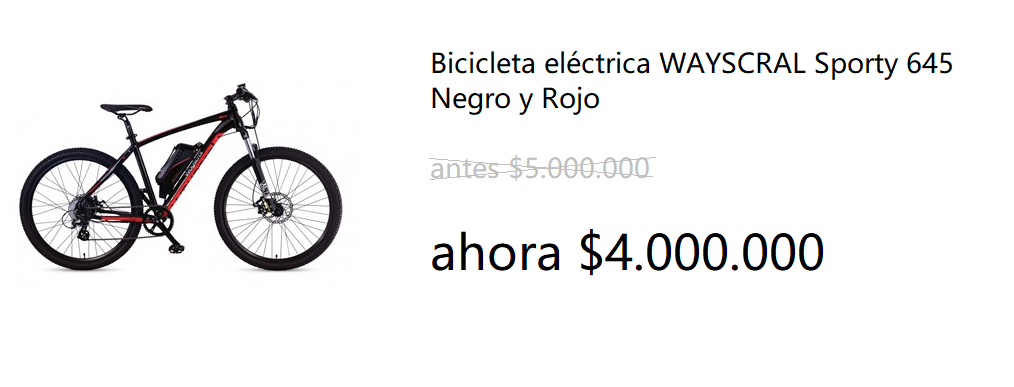 Bicicleta eléctrica WAYSCRAL Sporty 645
Negro y Rojo
antes $5.000.000
ahora $4.000.000